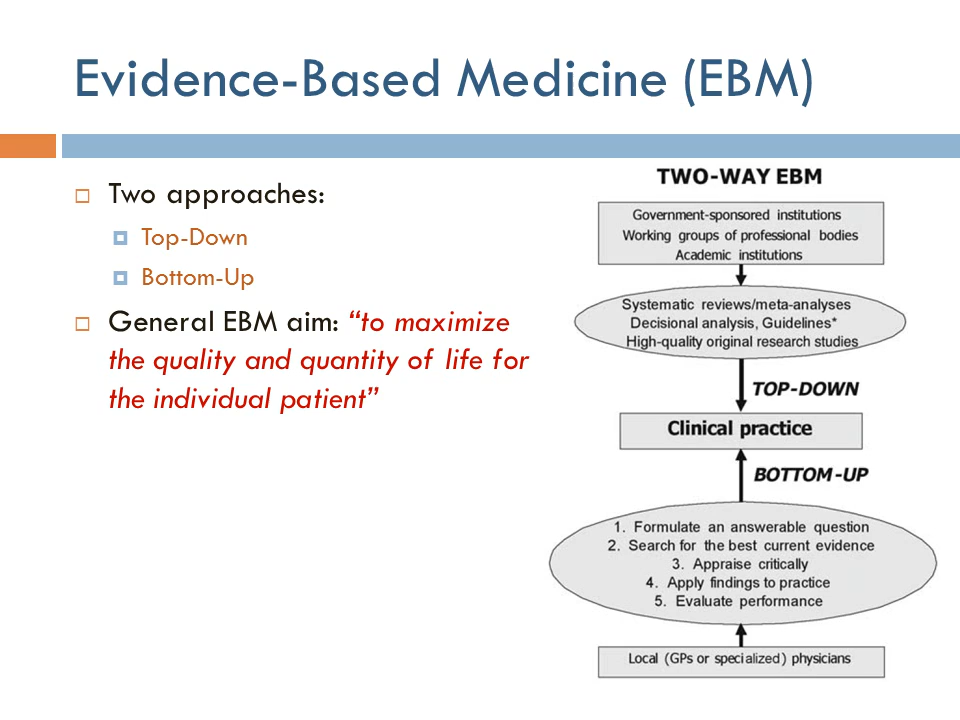 Evidence-Based Medicine (EBM)
Two approaches:
Top-Down
Bottom-Up
General EBM aim: “to maximize
the quality and quantity of life for
the individual patient”
TWO-WAY EBM
Government-sponsored institutions
Working groups of professional bodies
Academic institutions
Systematic reviews/meta-analyses
Decisional analysis, Guidelines*
High-quality original research studies
TOP-DOWN
Clinical practice
BOTTOM-UP
1. Formulate an answerable question
2. Search for the best current evidence
3. Appraise critically
4. Apply findings to practice
5. Evaluate performance
Local (GPs or specialized) physicians